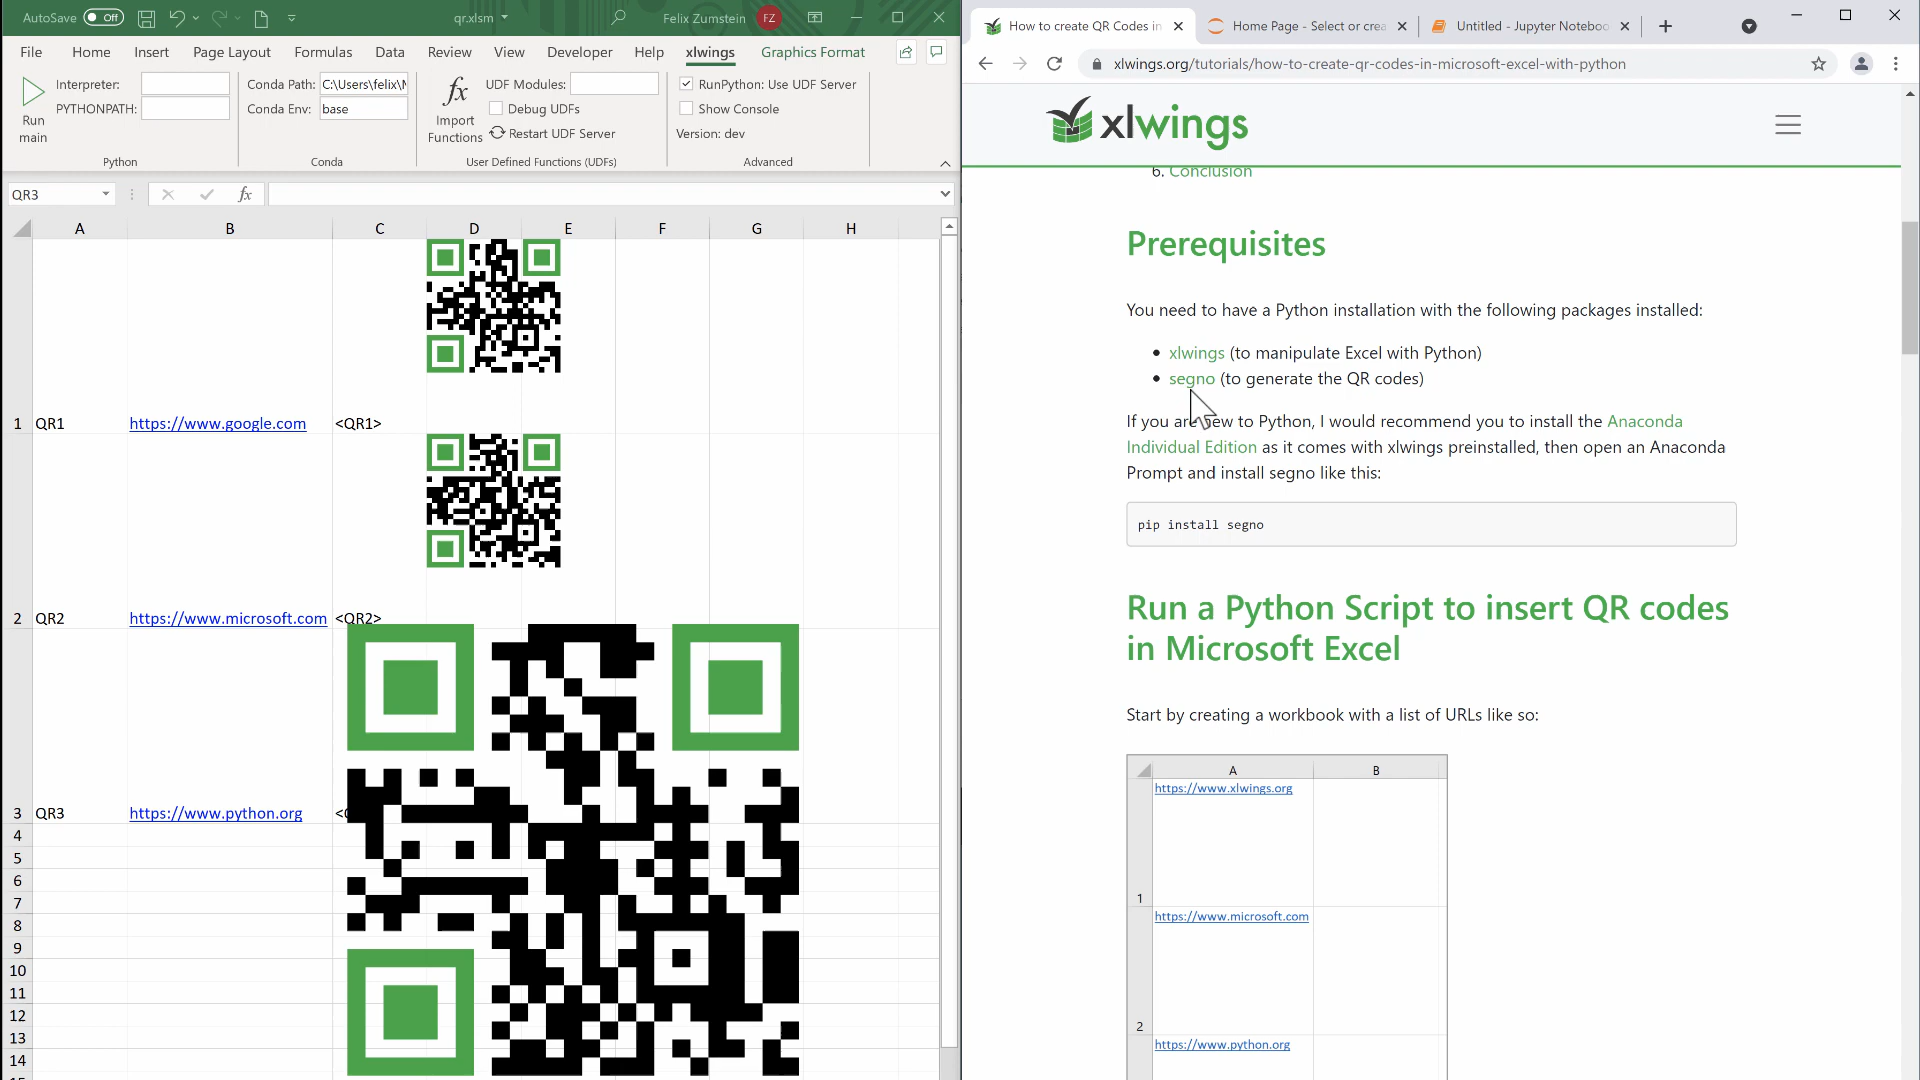 AutoSave Off qr.xlsm Felix Zumstein FZ
File Home Insert Page Layout Formulas Data Review View Developer Help xlwings Graphics Format
Run main
Interpreter:
PYTHONPATH:
Python
Conda Path: C:\Users\felix\
Conda Env: base
Conda
fx
Import Functions
UDF Modules:
Debug UDFs
Restart UDF Server
User Defined Functions (UDFs)
RunPython: Use UDF Server
Show Console
Version: dev
Advanced
QR3 fx
A B C D E F G H
1 QR1 https://www.google.com <QR1>
2 QR2 https://www.microsoft.com <QR2>
3 QR3 https://www.python.org <
4
5
6
7
8
9
10
11
12
13
14
How to create QR Codes in
Home Page - Select or crea
Untitled - Jupyter Noteboo
xlwings.org/tutorials/how-to-create-qr-codes-in-microsoft-excel-with-python
xlwings
6. Conclusion
Prerequisites
You need to have a Python installation with the following packages installed:
• xlwings (to manipulate Excel with Python)
• segno (to generate the QR codes)
If you are new to Python, I would recommend you to install the Anaconda
Individual Edition as it comes with xlwings preinstalled, then open an Anaconda
Prompt and install segno like this:
pip install segno
Run a Python Script to insert QR codes
in Microsoft Excel
Start by creating a workbook with a list of URLs like so:
A B
https://www.xlwings.org
1
https://www.microsoft.com
2
https://www.python.org